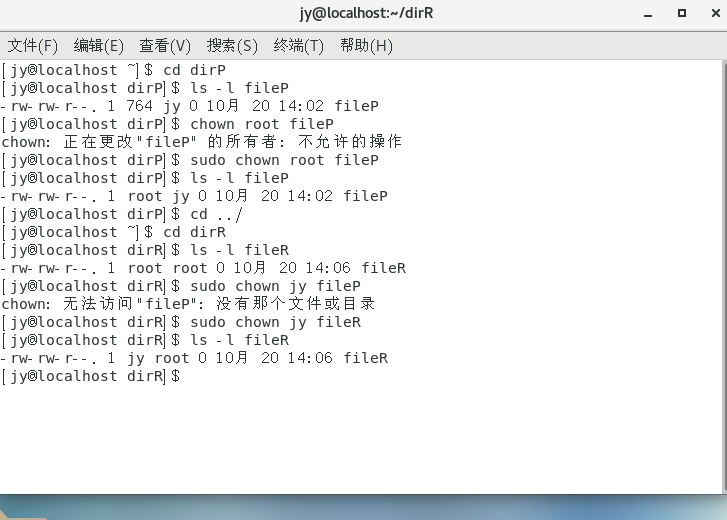 jy@localhost:~/dirR
文件(F) 编辑(E) 查看(V) 搜索(S) 终端(T) 帮助(H)
[jy@localhost ~]$ cd dirP
[jy@localhost dirP]$ ls -l fileP
-rw-rw-r--. 1 764 jy 0 10月 20 14:02 fileP
[jy@localhost dirP]$ chown root fileP
chown: 正在更改"fileP" 的所有者: 不允许的操作
[jy@localhost dirP]$ sudo chown root fileP
[jy@localhost dirP]$ ls -l fileP
-rw-rw-r--. 1 root jy 0 10月 20 14:02 fileP
[jy@localhost dirP]$ cd ../
[jy@localhost ~]$ cd dirR
[jy@localhost dirR]$ ls -l fileR
-rw-rw-r--. 1 root root 0 10月 20 14:06 fileR
[jy@localhost dirR]$ sudo chown jy fileP
chown: 无法访问"fileP": 没有那个文件或目录
[jy@localhost dirR]$ sudo chown jy fileR
[jy@localhost dirR]$ ls -l fileR
-rw-rw-r--. 1 jy root 0 10月 20 14:06 fileR
[jy@localhost dirR]$